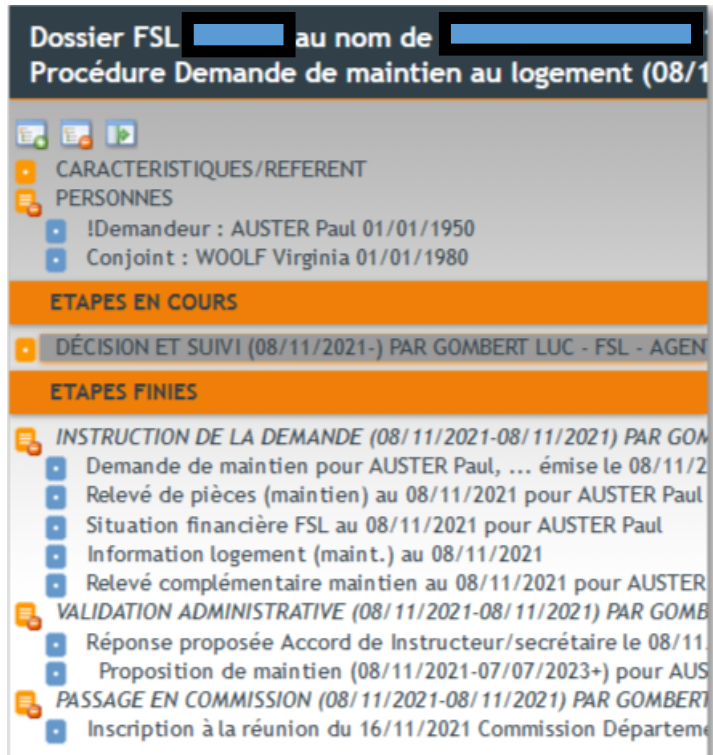 Dossier FSL au nom de
Procédure Demande de maintien au logement (08/1
CARACTERISTIQUES/REFERENT
PERSONNES
!Demandeur : AUSTER Paul 01/01/1950
Conjoint : WOOLF Virginia 01/01/1980
ETAPES EN COURS
DÉCISION ET SUIVI (08/11/2021-) PAR GOMBERT LUC - FSL - AGEN
ETAPES FINIES
INSTRUCTION DE LA DEMANDE (08/11/2021-08/11/2021) PAR GOM
Demande de maintien pour AUSTER Paul, ... émise le 08/11/2
Relevé de pièces (maintien) au 08/11/2021 pour AUSTER Paul
Situation financière FSL au 08/11/2021 pour AUSTER Paul
Information logement (maint.) au 08/11/2021
Relevé complémentaire maintien au 08/11/2021 pour AUSTER
VALIDATION ADMINISTRATIVE (08/11/2021-08/11/2021) PAR GOMB
Réponse proposée Accord de Instructeur/secrétaire le 08/11.
Proposition de maintien (08/11/2021-07/07/2023+) pour AUS
PASSAGE EN COMMISSION (08/11/2021-08/11/2021) PAR GOMBERT
Inscription à la réunion du 16/11/2021 Commission Départeme